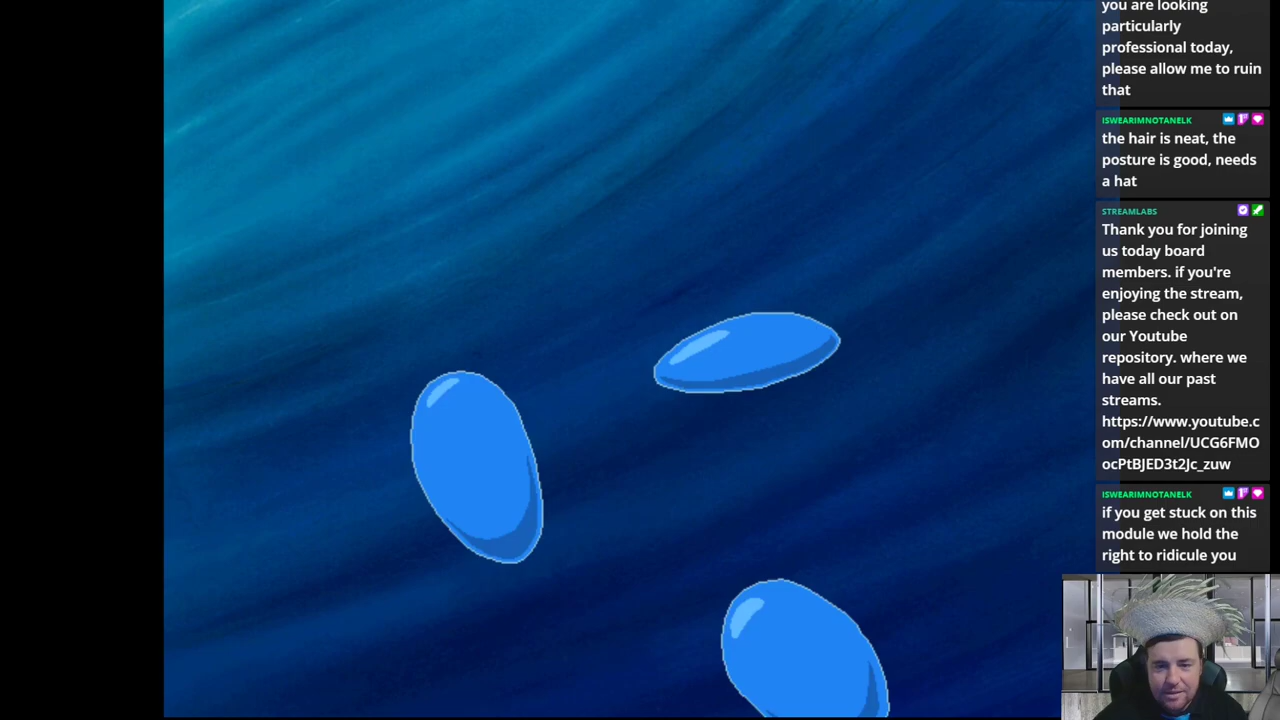 you are looking
particularly
professional today,
please allow me to ruin
that
ISWEARIMNOTANELK
the hair is neat, the
posture is good, needs
a hat
STREAMLABS
Thank you for joining
us today board
members. if you're
enjoying the stream,
please check out on
our Youtube
repository. where we
have all our past
streams.
https://www.youtube.c
om/channel/UCG6FMO
ocPtBJED3t2Jc_zuw
ISWEARIMNOTANELK
if you get stuck on this
module we hold the
right to ridicule you